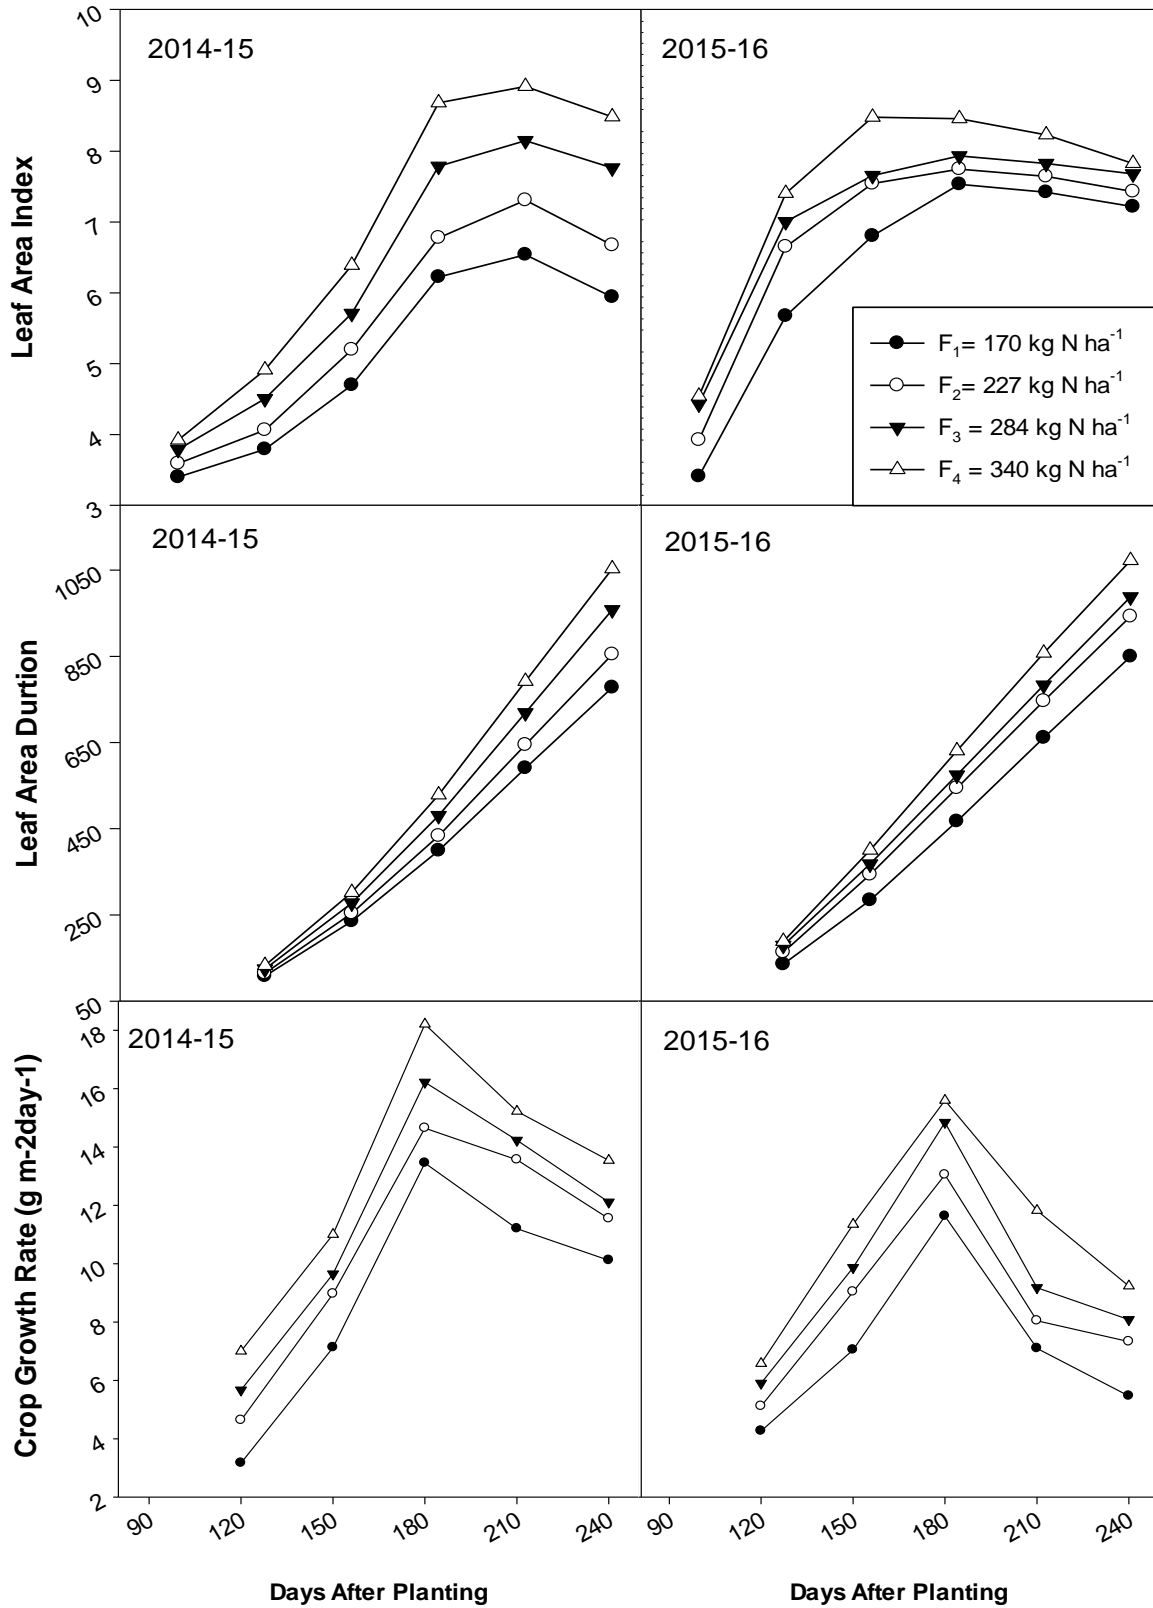 2014-15
2015-16
Leaf Area Index
10
9
8
7
6
5
4
3
F₁= 170 kg N ha⁻¹
F₂= 227 kg N ha⁻¹
F₃ = 284 kg N ha⁻¹
F₄ = 340 kg N ha⁻¹
2014-15
2015-16
Leaf Area Durtion
1050
850
650
450
250
50
2014-15
2015-16
Crop Growth Rate (g m-2day-1)
18
16
14
12
10
8
6
4
2
90 120 150 180 210 240
90 120 150 180 210 240
Days After Planting
Days After Planting